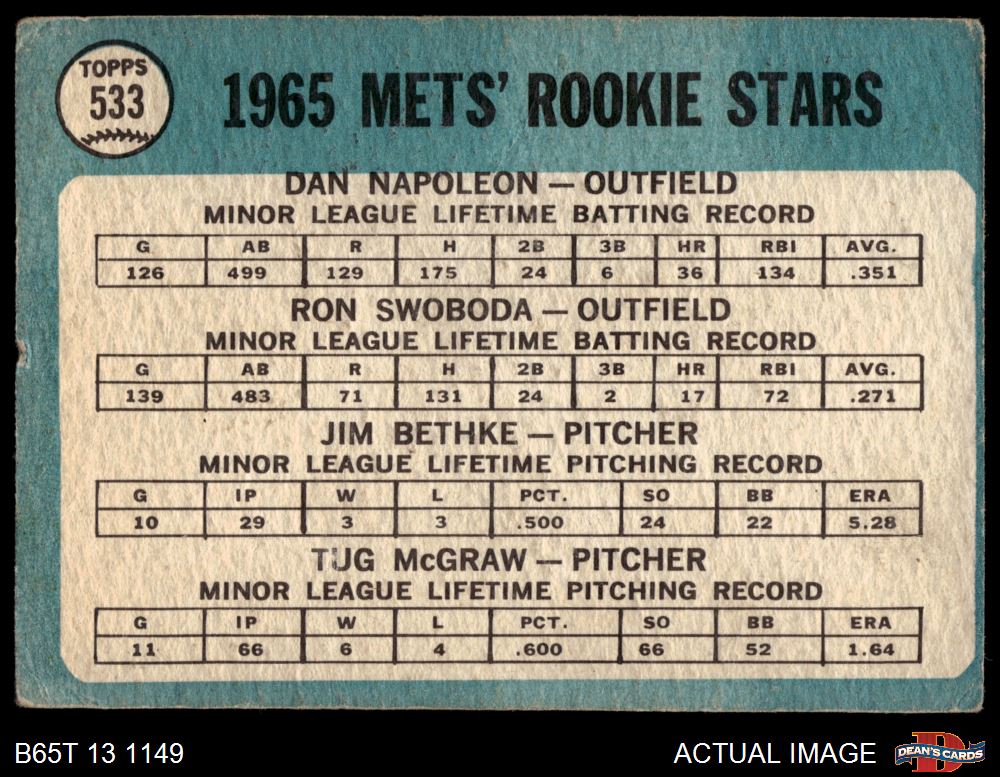 TOPPS
533
1965 METS' ROOKIE STARS
DAN NAPOLEON — OUTFIELD
MINOR LEAGUE LIFETIME BATTING RECORD
G AB R H 2B 3B HR RBI AVG.
126 499 129 175 24 6 36 134 .351
RON SWOBODA — OUTFIELD
MINOR LEAGUE LIFETIME BATTING RECORD
G AB R H 2B 3B HR RBI AVG.
139 483 71 131 24 2 17 72 .271
JIM BETHKE — PITCHER
MINOR LEAGUE LIFETIME PITCHING RECORD
G IP W L PCT. SO BB ERA
10 29 3 3 .500 24 22 5.28
TUG McGRAW — PITCHER
MINOR LEAGUE LIFETIME PITCHING RECORD
G IP W L PCT. SO BB ERA
11 66 6 4 .600 66 52 1.64
B65T 13 1149
ACTUAL IMAGE
DEAN'S CARDS